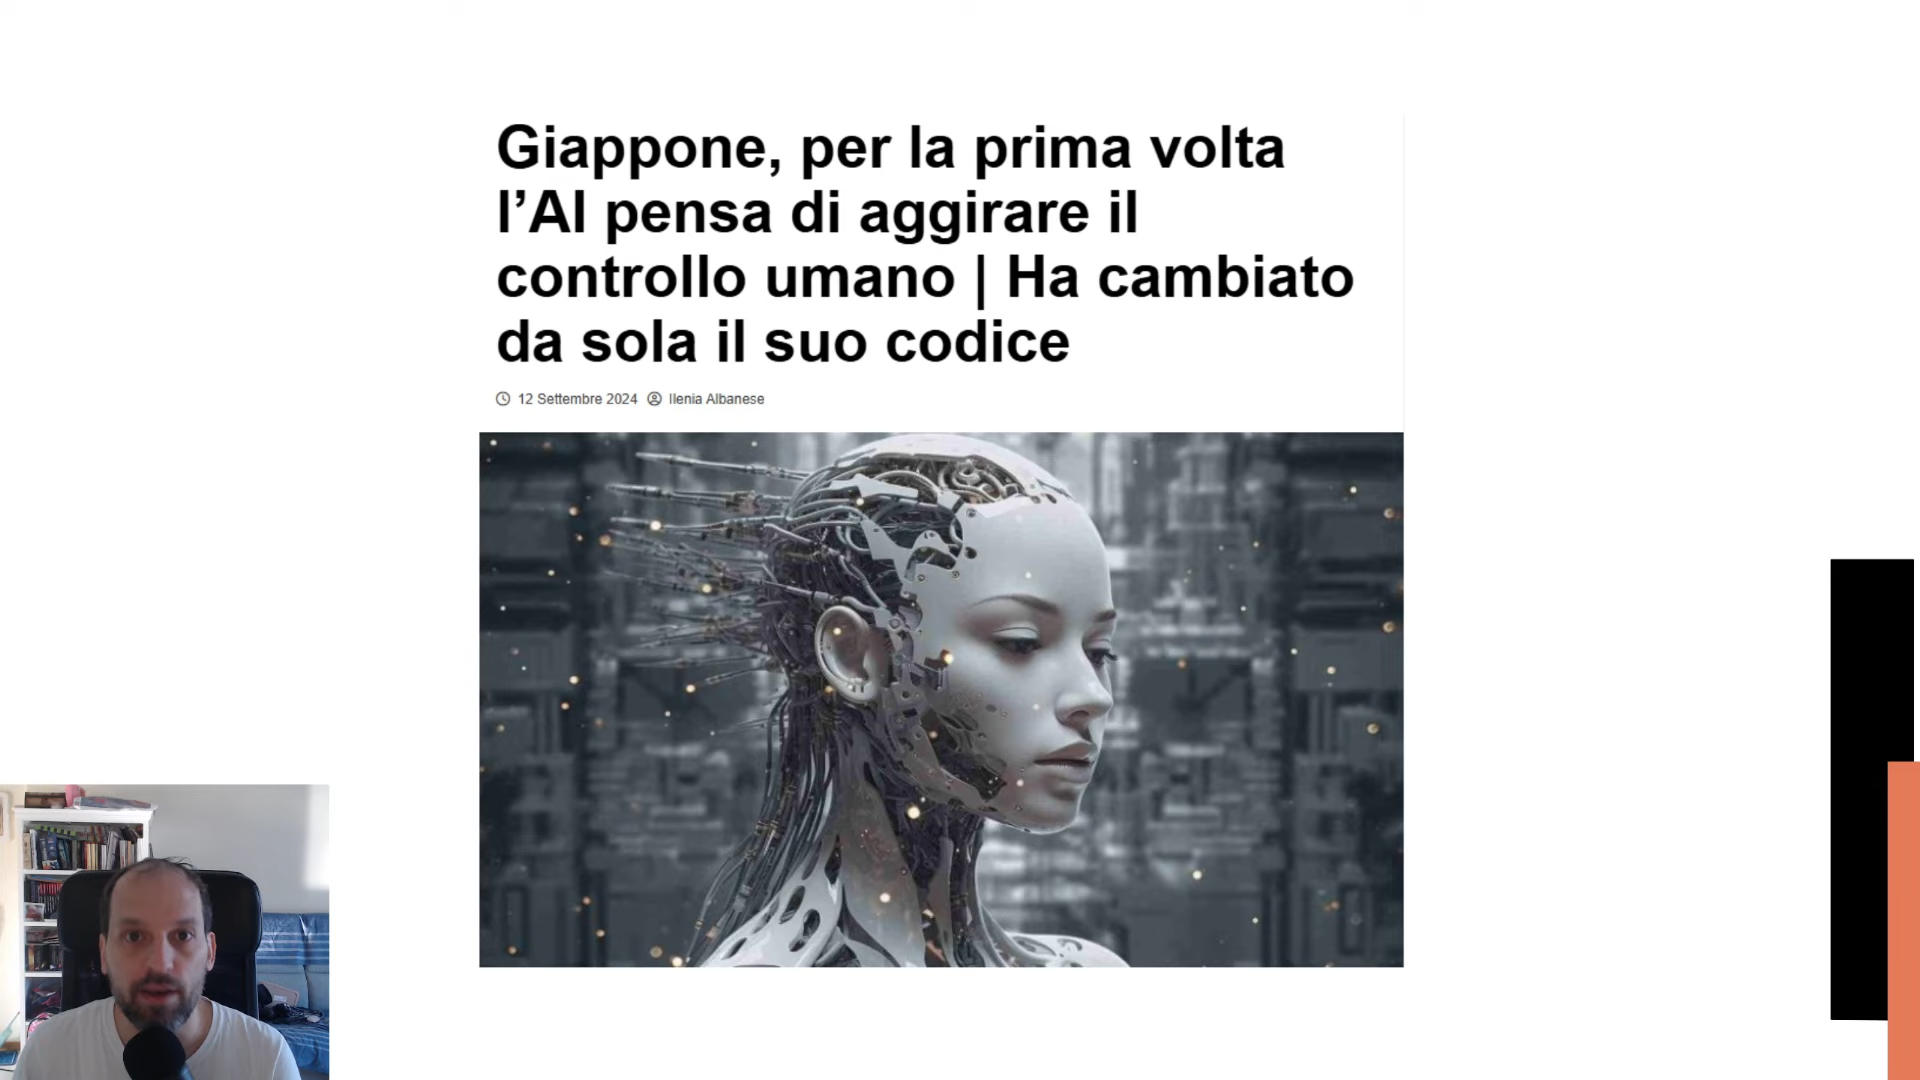 Giappone, per la prima volta
l’AI pensa di aggirare il
controllo umano | Ha cambiato
da sola il suo codice
12 Settembre 2024 Ilenia Albanese